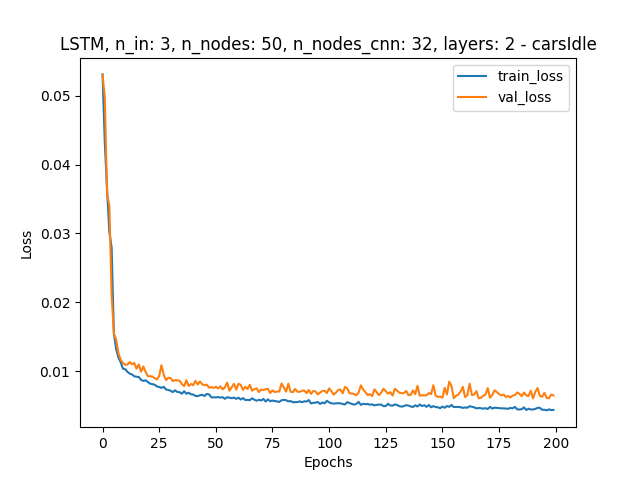 LSTM, n_in: 3, n_nodes: 50, n_nodes_cnn: 32, layers: 2 - carsIdle
train_loss
val_loss
0.05
0.04
0.03
0.02
0.01
Loss
0 25 50 75 100 125 150 175 200
Epochs